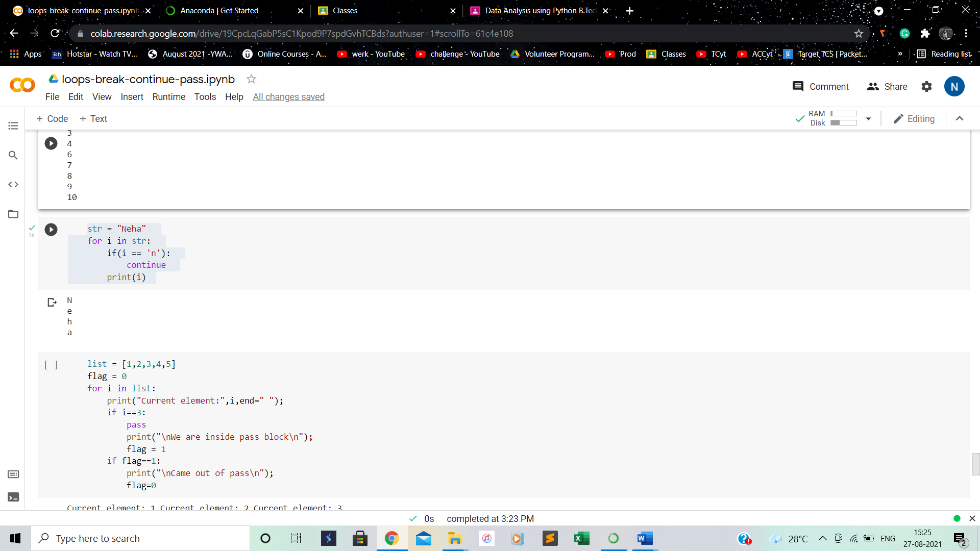 loops-break-continue-pass.ipynb
Anaconda | Get Started
Classes
Data Analysis using Python B.Tec
colab.research.google.com/drive/19CpcLqGabP5sC1Kpod9P7spdGvhTCBds?authuser=1#scrollTo=61c4e108
Apps
Hotstar - Watch TV...
August 2021 -YWA...
Online Courses - A...
werk - YouTube
challenge - YouTube
Volunteer Program...
Prod
Classes
TCyt
ACCyt
Target_TCS | Packet...
»
Reading list
loops-break-continue-pass.ipynb
Comment
Share
N
File Edit View Insert Runtime Tools Help All changes saved
+ Code + Text
RAM
Disk
Editing
3
4
6
7
8
9
10
str = "Neha"
for i in str:
if(i == 'n'):
continue
print(i)
N
e
h
a
[ ]
list = [1,2,3,4,5]
flag = 0
for i in list:
print("Current element:",i,end=" ");
if i==3:
pass
print("\nWe are inside pass block\n");
flag = 1
if flag==1:
print("\nCame out of pass\n");
flag=0
Current element: 1 Current element: 2 Current element: 3
0s completed at 3:23 PM
Type here to search
28°C
ENG
15:25
27-08-2021
2